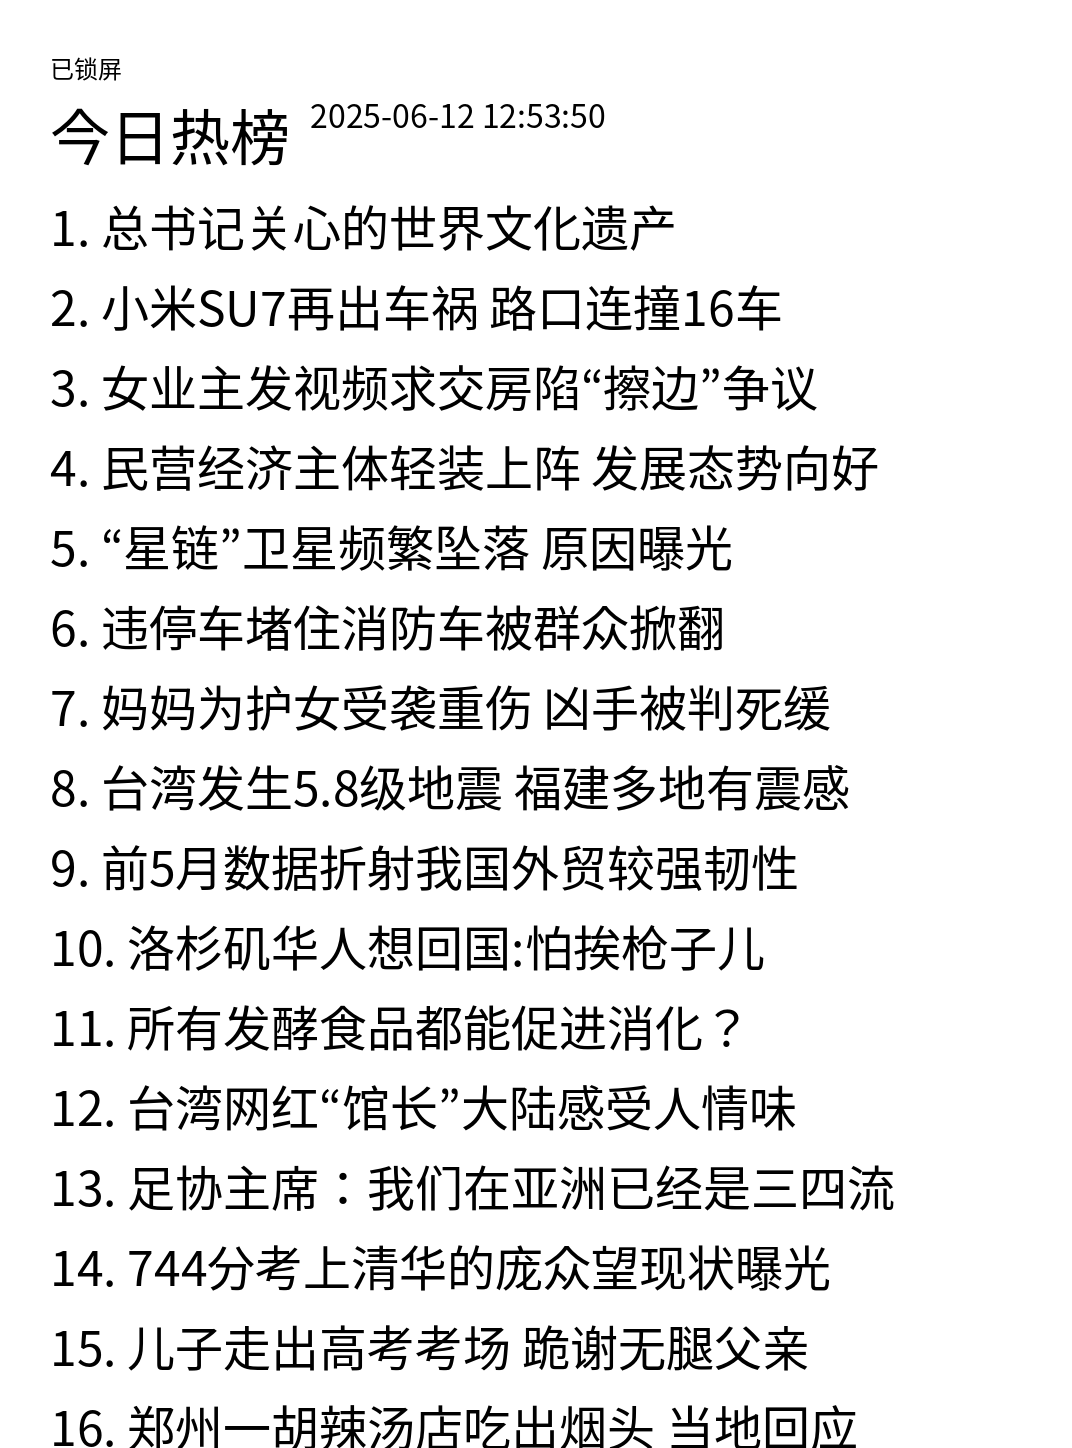 已锁屏
今日热榜 2025-06-12 12:53:50
1. 总书记关心的世界文化遗产
2. 小米SU7再出车祸 路口连撞16车
3. 女业主发视频求交房陷“擦边”争议
4. 民营经济主体轻装上阵 发展态势向好
5. “星链”卫星频繁坠落 原因曝光
6. 违停车堵住消防车被群众掀翻
7. 妈妈为护女受袭重伤 凶手被判死缓
8. 台湾发生5.8级地震 福建多地有震感
9. 前5月数据折射我国外贸较强韧性
10. 洛杉矶华人想回国:怕挨枪子儿
11. 所有发酵食品都能促进消化？
12. 台湾网红“馆长”大陆感受人情味
13. 足协主席：我们在亚洲已经是三四流
14. 744分考上清华的庞众望现状曝光
15. 儿子走出高考考场 跪谢无腿父亲
16. 郑州一胡辣汤店吃出烟头 当地回应